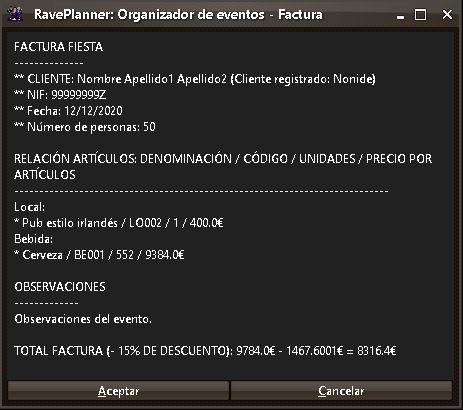 RavePlanner: Organizador de eventos - Factura
FACTURA FIESTA
--------------
** CLIENTE: Nombre Apellido1 Apellido2 (Cliente registrado: Nonide)
** NIF: 99999999Z
** Fecha: 12/12/2020
** Número de personas: 50
RELACIÓN ARTÍCULOS: DENOMINACIÓN / CÓDIGO / UNIDADES / PRECIO POR
ARTÍCULOS
---------------------------------------------------------------------------
Local:
* Pub estilo irlandés / LO002 / 1 / 400.0€
Bebida:
* Cerveza / BE001 / 552 / 9384.0€
OBSERVACIONES
-------------
Observaciones del evento.
TOTAL FACTURA (- 15% DE DESCUENTO): 9784.0€ - 1467.6001€ = 8316.4€
Aceptar
Cancelar